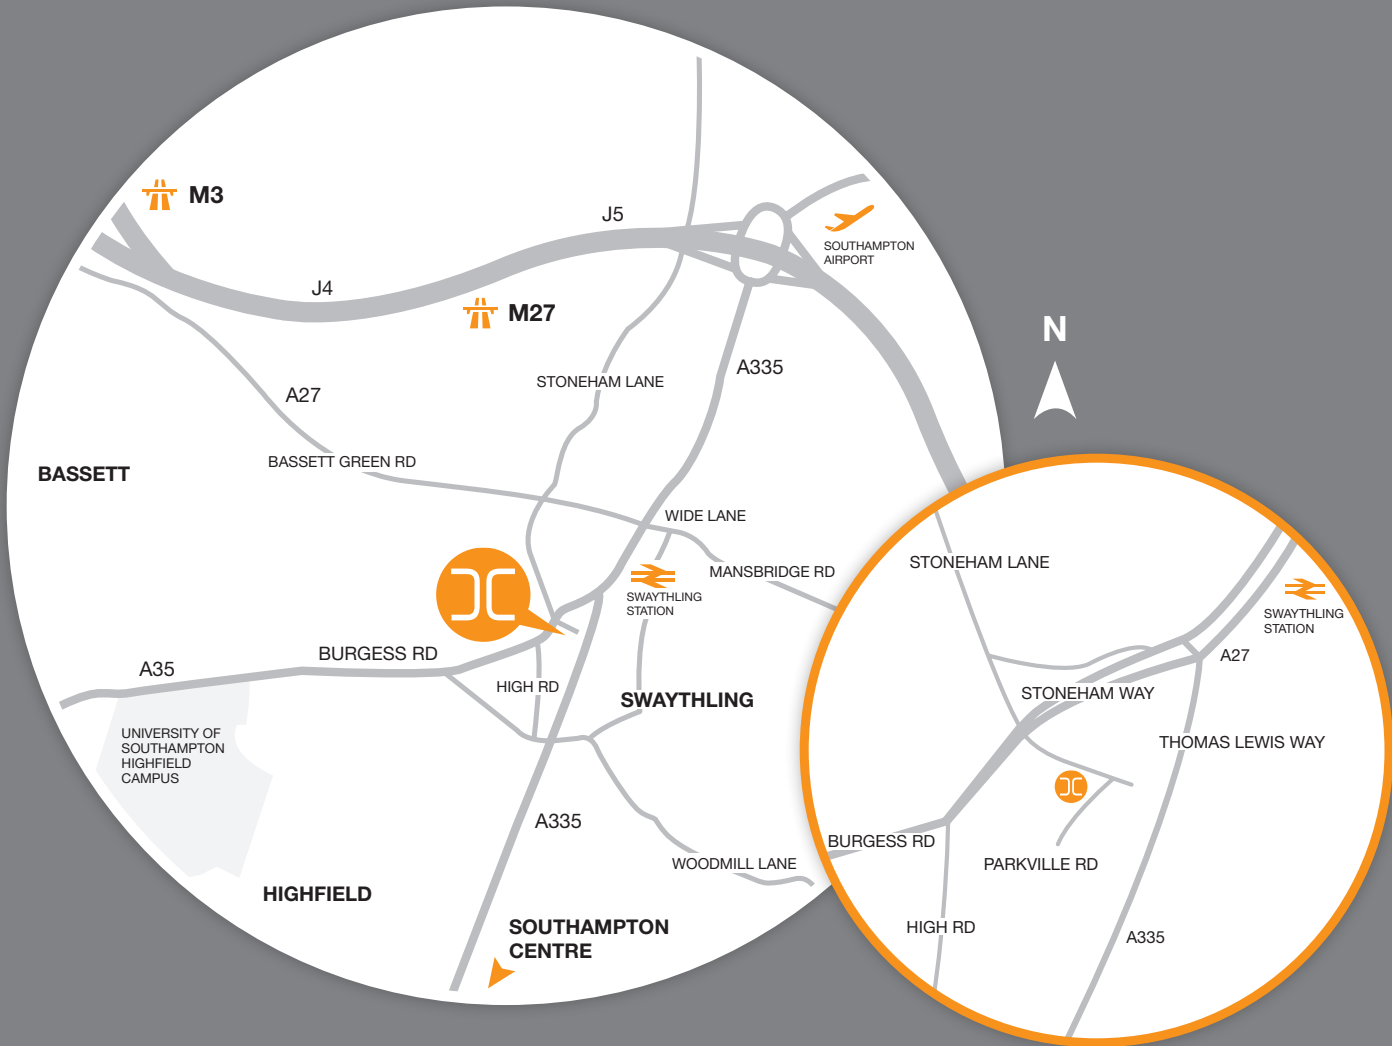 M3
J5
SOUTHAMPTON
AIRPORT
J4
M27
N
A335
STONEHAM LANE
A27
BASSETT GREEN RD
BASSETT
WIDE LANE
MANSBRIDGE RD
SWAYTHLING
STATION
BURGESS RD
A35
HIGH RD
SWAYTHLING
UNIVERSITY OF
SOUTHAMPTON
HIGHFIELD
CAMPUS
A335
WOODMILL LANE
HIGHFIELD
SOUTHAMPTON
CENTRE
STONEHAM LANE
SWAYTHLING
STATION
A27
STONEHAM WAY
THOMAS LEWIS WAY
BURGESS RD
PARKVILLE RD
HIGH RD
A335